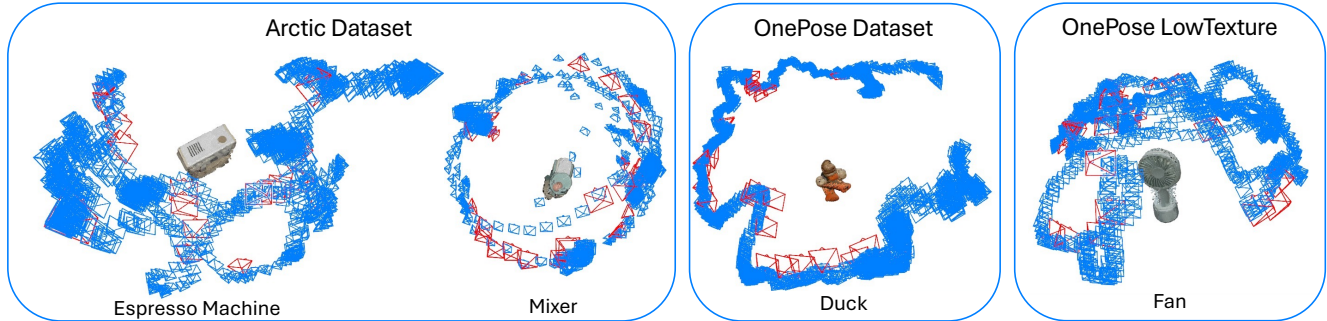 Arctic Dataset
OnePose Dataset
OnePose LowTexture
Espresso Machine
Mixer
Duck
Fan